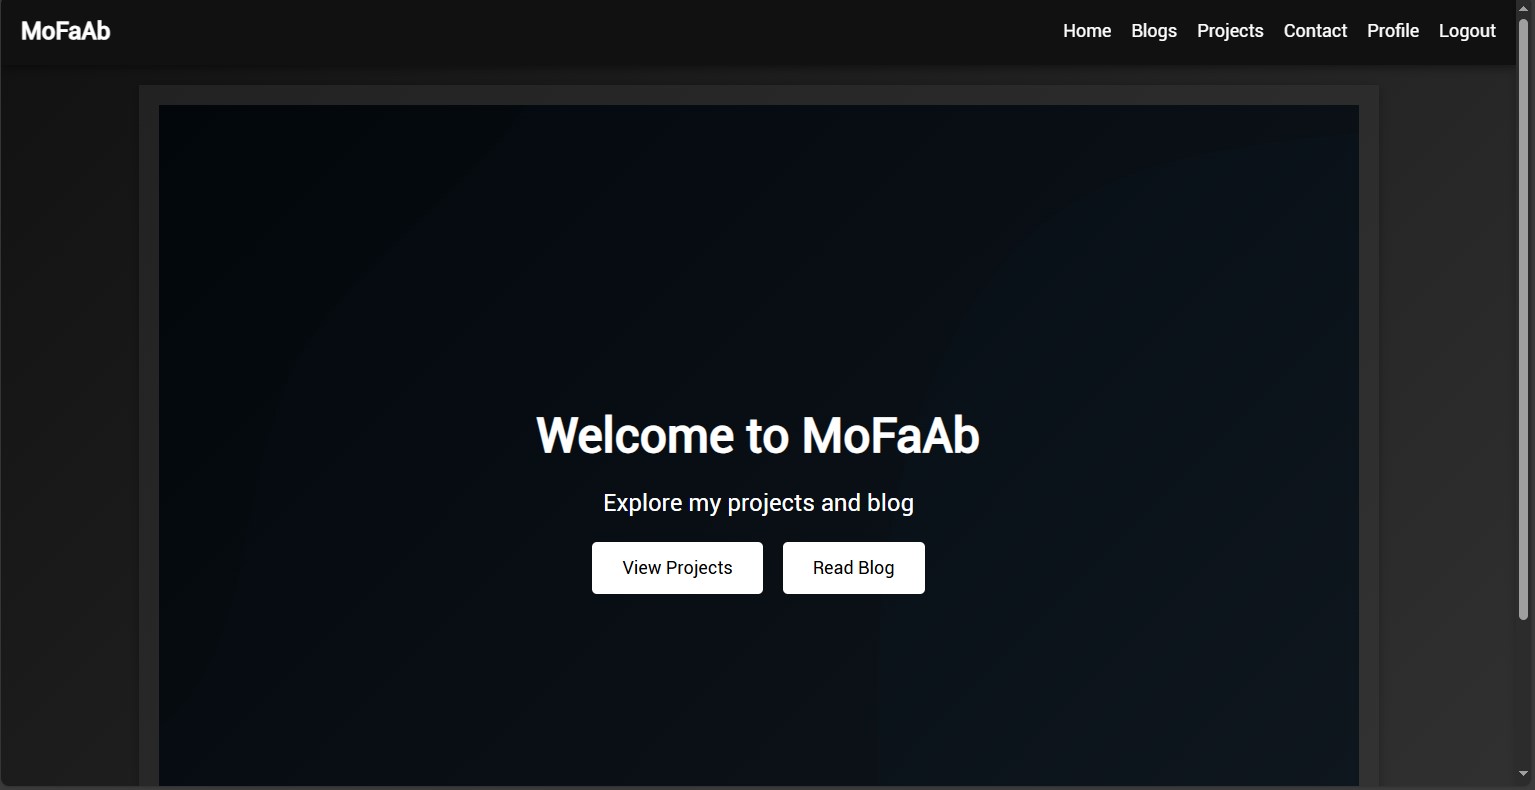 MoFaAb
Home Blogs Projects Contact Profile Logout
Welcome to MoFaAb
Explore my projects and blog
View Projects Read Blog